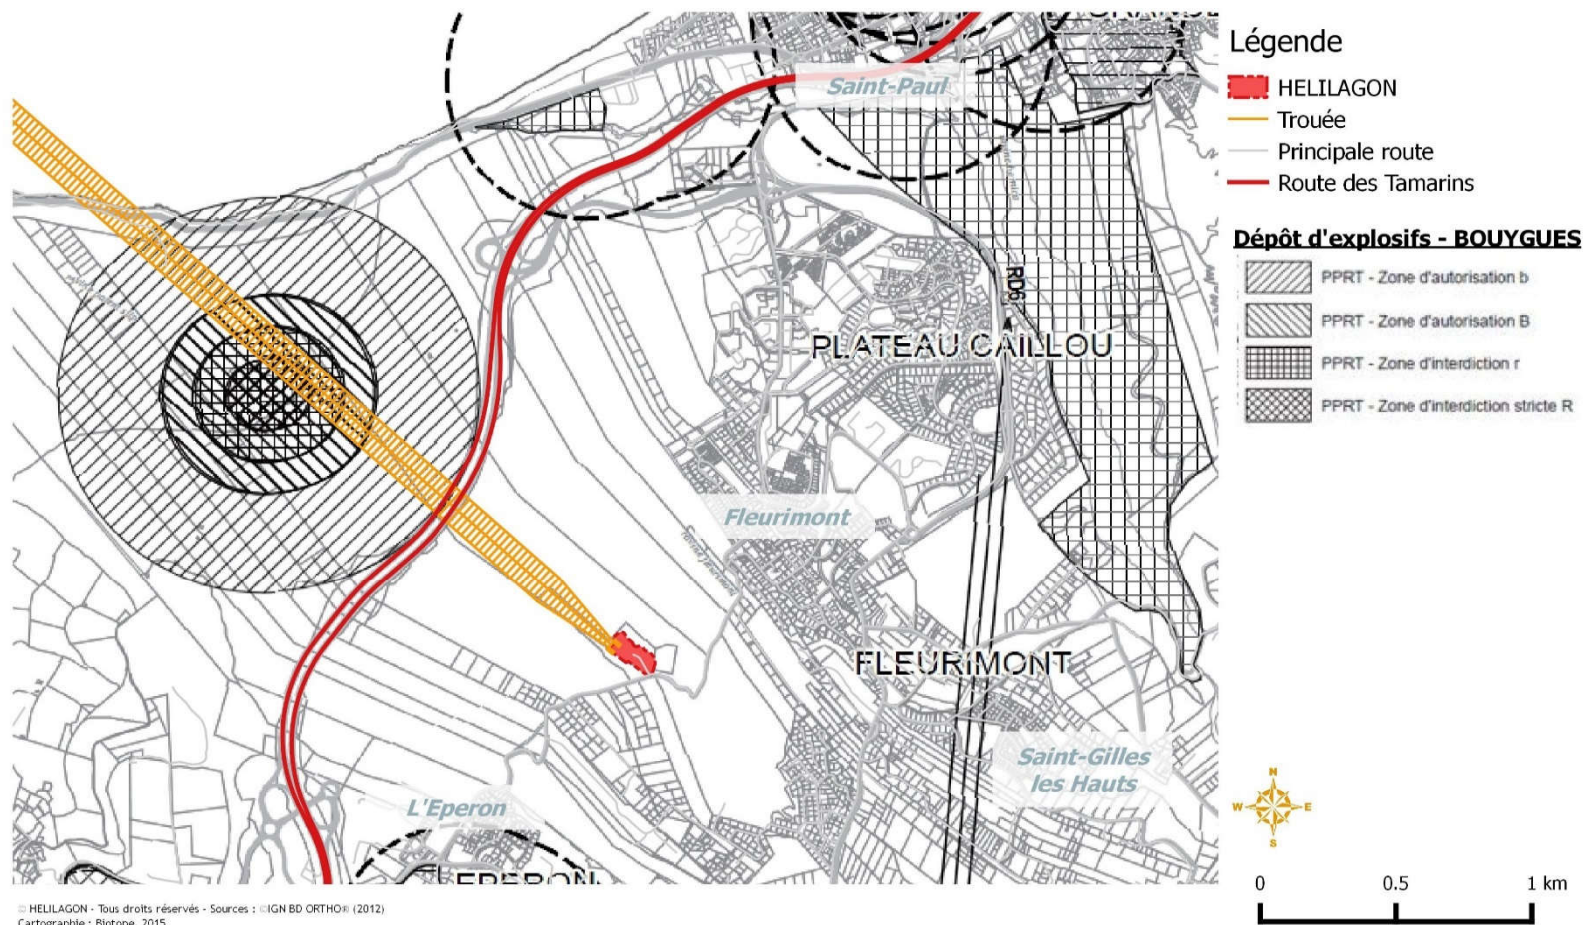 Saint-Paul
RD6
PLATEAU CAILLOU
Fleurimont
FLEURIMONT
Saint-Gilles
les Hauts
L'Eperon
Légende
HELILAGON
Trouée
Principale route
Route des Tamarins
Dépôt d'explosifs - BOUYGUES
PPRT - Zone d'autorisation b
PPRT - Zone d'autorisation B
PPRT - Zone d'interdiction r
PPRT - Zone d'interdiction stricte R
N
W E
S
0 0.5 1 km
© HELILAGON - Tous droits réservés - Sources : ©IGN BD ORTHO® (2012)
Cartographie : Biotope, 2015